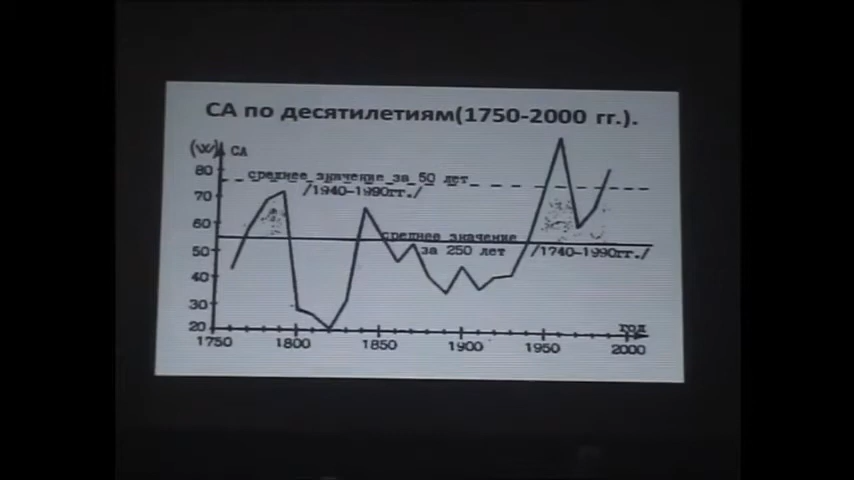 СА по десятилетиям(1750-2000 гг.).
(W) СА
80
среднее значение за 50 лет
/1940-1990гг./
70
60
среднее значение
50
за 250 лет
/1740-1990гг./
40
30
20
год
1750 1800 1850 1900 1950 2000